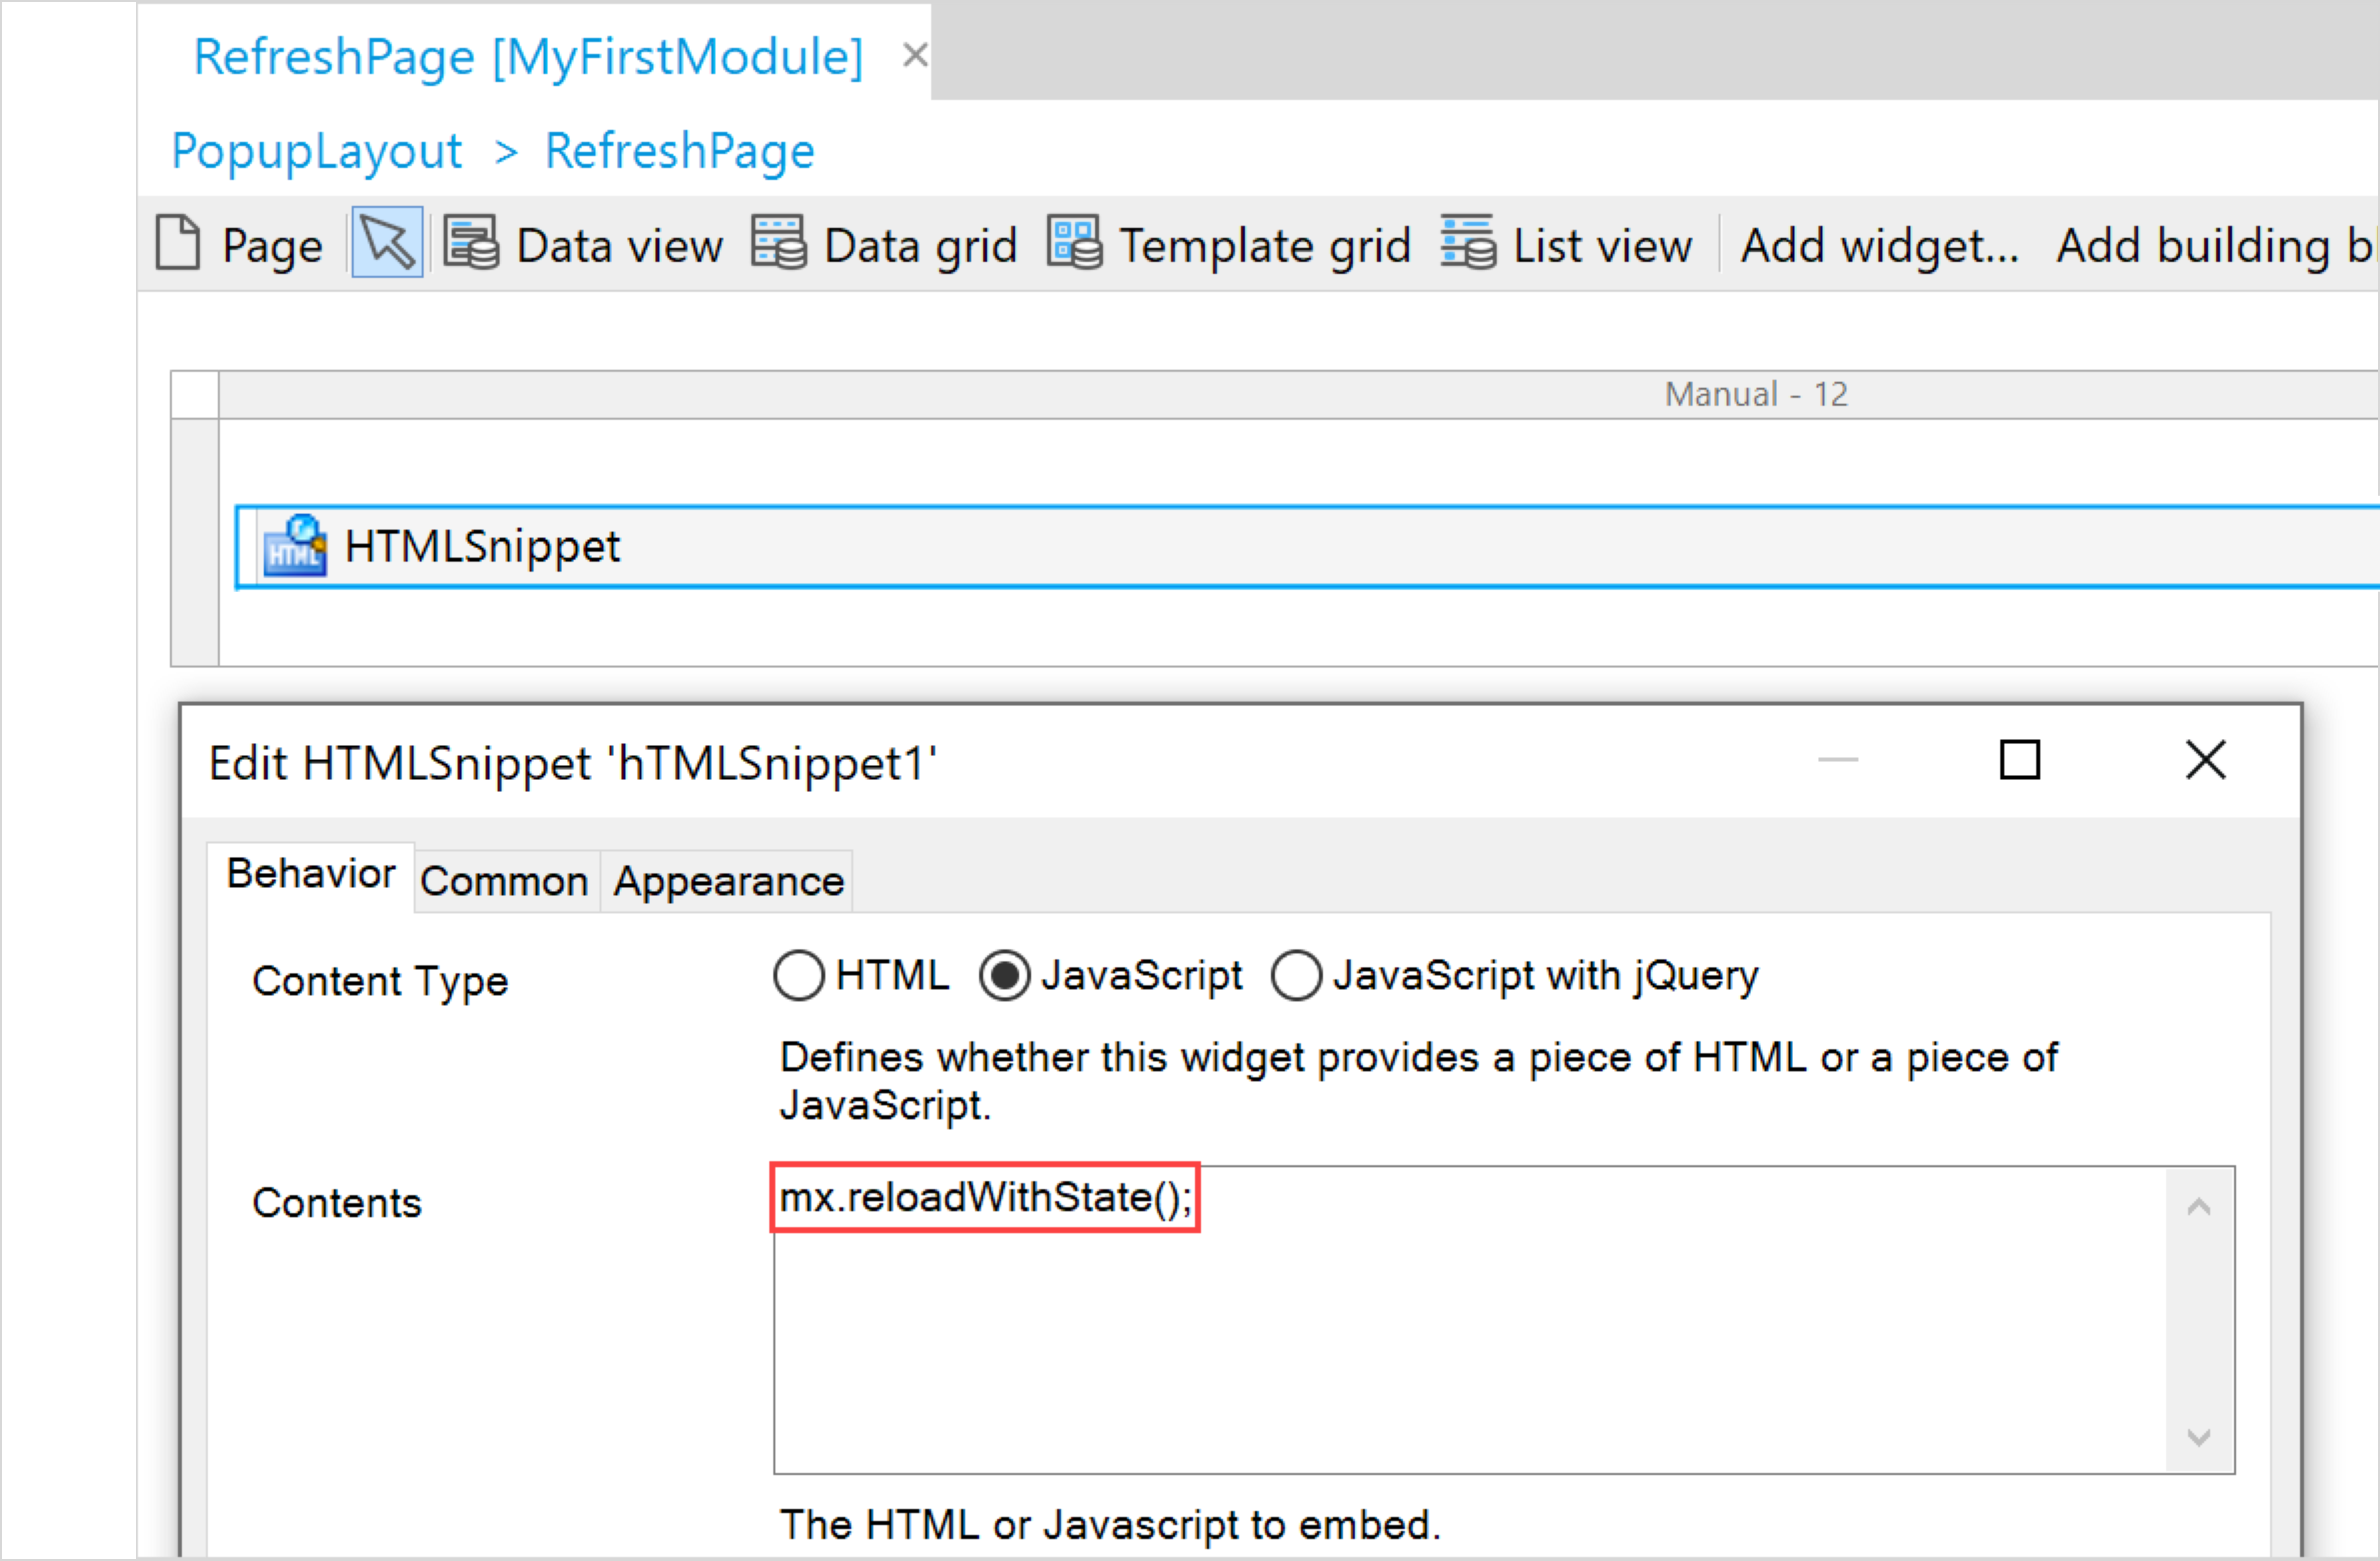 RefreshPage [MyFirstModule]
PopupLayout > RefreshPage
Page Data view Data grid Template grid List view Add widget... Add building b
Manual - 12
HTML HTMLSnippet
Edit HTMLSnippet 'hTMLSnippet1'
Behavior Common Appearance
Content Type HTML JavaScript JavaScript with jQuery
Defines whether this widget provides a piece of HTML or a piece of
JavaScript.
Contents mx.reloadWithState();
The HTML or Javascript to embed.